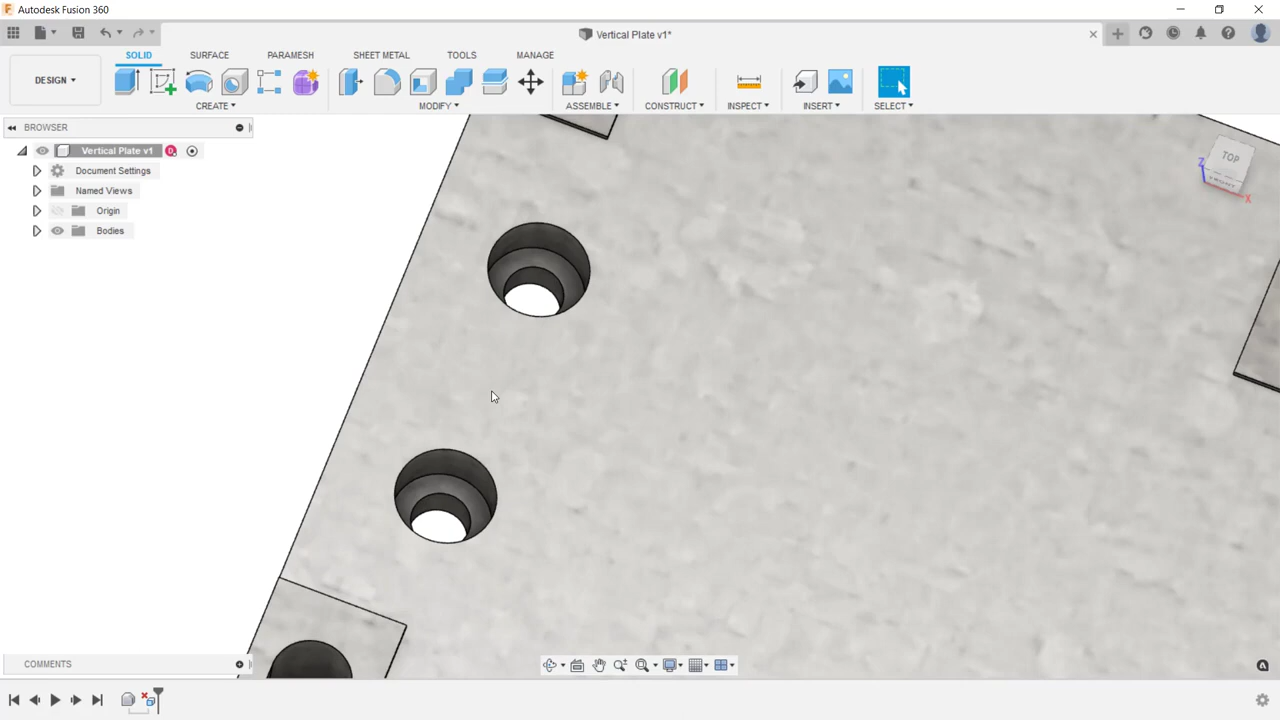 Autodesk Fusion 360
Vertical Plate v1*
DESIGN
SOLID
SURFACE
PARAMESH
SHEET METAL
TOOLS
MANAGE
CREATE
MODIFY
ASSEMBLE
CONSTRUCT
INSPECT
INSERT
SELECT
BROWSER
Vertical Plate v1
Document Settings
Named Views
Origin
Bodies
TOP
Z
X
COMMENTS